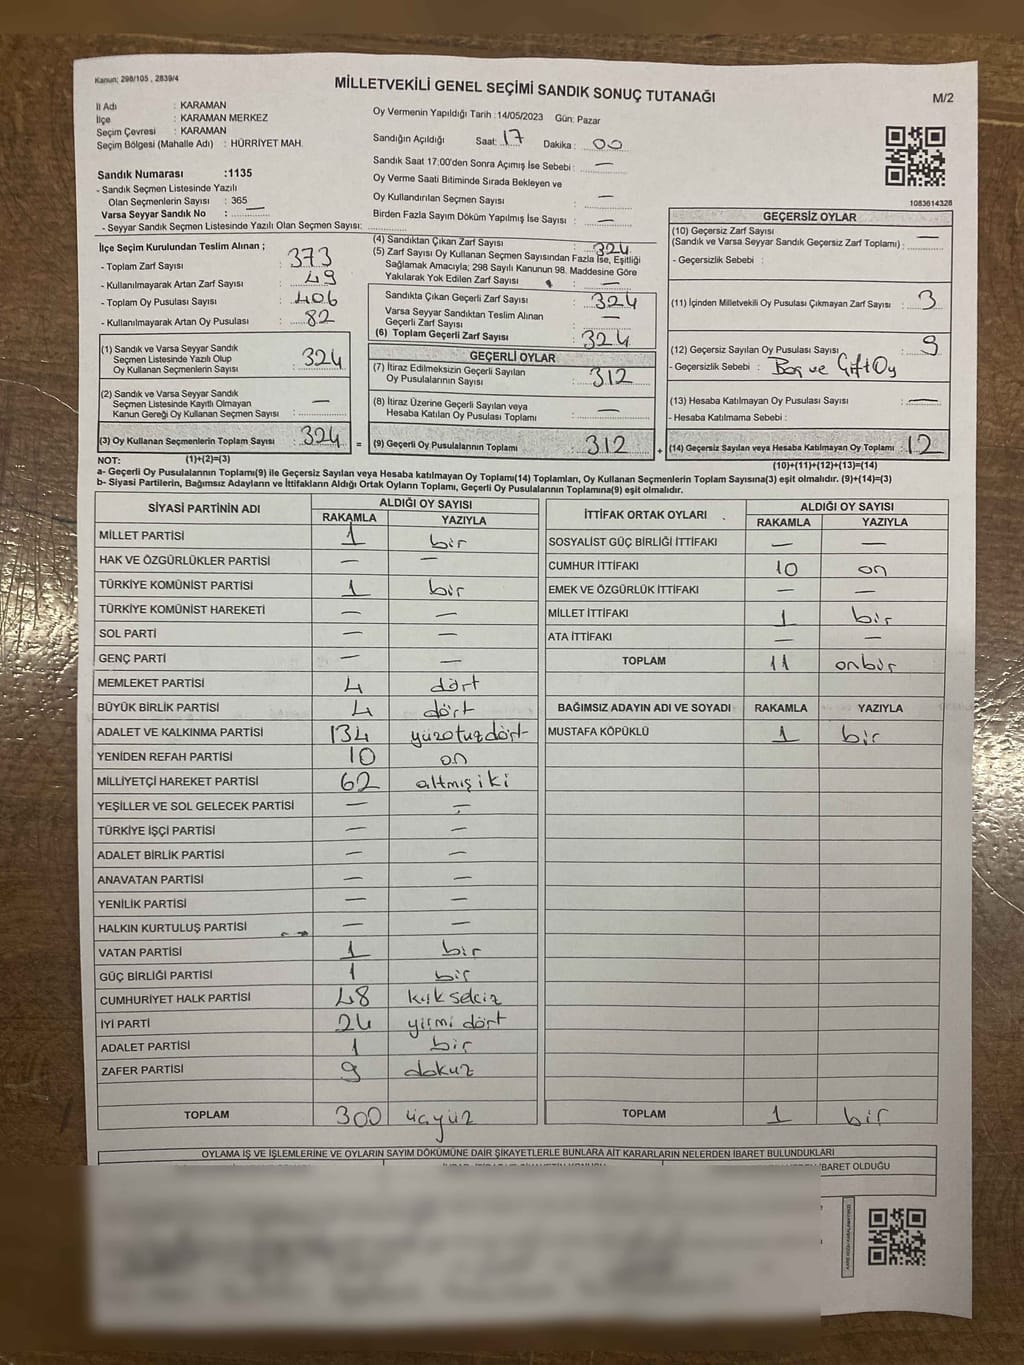 Kanun; 298/105 , 2839/4
MİLLETVEKİLİ GENEL SEÇİMİ SANDIK SONUÇ TUTANAĞI
M/2
İl Adı : KARAMAN
İlçe : KARAMAN MERKEZ
Seçim Çevresi : KARAMAN
Seçim Bölgesi (Mahalle Adı) : HÜRRİYET MAH.
Oy Vermenin Yapıldığı Tarih :14/05/2023 Gün: Pazar
Sandığın Açıldığı Saat: 17 Dakika : 00
Sandık Saat 17:00'den Sonra Açımış İse Sebebi : —
Oy Verme Saati Bitiminde Sırada Bekleyen ve
Oy Kullandırılan Seçmen Sayısı : —
Birden Fazla Sayım Döküm Yapılmış İse Sayısı : —
Sandık Numarası :1135
- Sandık Seçmen Listesinde Yazılı
Olan Seçmenlerin Sayısı : 365
Varsa Seyyar Sandık No : —
- Seyyar Sandık Seçmen Listesinde Yazılı Olan Seçmen Sayısı:
1083614328
İlçe Seçim Kurulundan Teslim Alınan ;
- Toplam Zarf Sayısı : 373
- Kullanılmayarak Artan Zarf Sayısı : 49
- Toplam Oy Pusulası Sayısı : 406
- Kullanılmayarak Artan Oy Pusulası : 82
(1) Sandık ve Varsa Seyyar Sandık
Seçmen Listesinde Yazılı Olup
Oy Kullanan Seçmenlerin Sayısı : 324
(2) Sandık ve Varsa Seyyar Sandık
Seçmen Listesinde Kayıtlı Olmayan
Kanun Gereği Oy Kullanan Seçmen Sayısı : —
(3) Oy Kullanan Seçmenlerin Toplam Sayısı : 324 =
(4) Sandıktan Çıkan Zarf Sayısı : 324
(5) Zarf Sayısı Oy Kullanan Seçmen Sayısından Fazla İse, Eşitliği
Sağlamak Amacıyla; 298 Sayılı Kanunun 98. Maddesine Göre
Yakılarak Yok Edilen Zarf Sayısı : —
Sandıkta Çıkan Geçerli Zarf Sayısı : 324
Varsa Seyyar Sandıktan Teslim Alınan
Geçerli Zarf Sayısı : —
(6) Toplam Geçerli Zarf Sayısı : 324
GEÇERLİ OYLAR
(7) İtiraz Edilmeksizin Geçerli Sayılan
Oy Pusulalarının Sayısı : 312
(8) İtiraz Üzerine Geçerli Sayılan veya
Hesaba Katılan Oy Pusulası Toplamı : —
(9) Geçerli Oy Pusulalarının Toplamı : 312 +
GEÇERSİZ OYLAR
(10) Geçersiz Zarf Sayısı —
(Sandık ve Varsa Seyyar Sandık Geçersiz Zarf Toplamı) :
- Geçersizlik Sebebi :
(11) İçinden Milletvekili Oy Pusulası Çıkmayan Zarf Sayısı : 3
(12) Geçersiz Sayılan Oy Pusulası Sayısı : 9
- Geçersizlik Sebebi : Boş ve Çift Oy
(13) Hesaba Katılmayan Oy Pusulası Sayısı : —
- Hesaba Katılmama Sebebi :
(14) Geçersiz Sayılan veya Hesaba Katılmayan Oy Toplamı : 12
NOT: (1)+(2)=(3)
(10)+(11)+(12)+(13)=(14)
a- Geçerli Oy Pusulalarının Toplamı(9) ile Geçersiz Sayılan veya Hesaba katılmayan Oy Toplamı(14) Toplamları, Oy Kullanan Seçmenlerin Toplam Sayısına(3) eşit olmalıdır. (9)+(14)=(3)
b- Siyasi Partilerin, Bağımsız Adayların ve İttifakların Aldığı Ortak Oyların Toplamı, Geçerli Oy Pusulalarının Toplamına(9) eşit olmalıdır.
SİYASİ PARTİNİN ADI ALDIĞI OY SAYISI
RAKAMLA YAZIYLA
MİLLET PARTİSİ 1 bir
HAK VE ÖZGÜRLÜKLER PARTİSİ — —
TÜRKİYE KOMÜNİST PARTİSİ 1 bir
TÜRKİYE KOMÜNİST HAREKETİ — —
SOL PARTİ — —
GENÇ PARTİ — —
MEMLEKET PARTİSİ 4 dört
BÜYÜK BİRLİK PARTİSİ 4 dört
ADALET VE KALKINMA PARTİSİ 134 yüzotuzdört
YENİDEN REFAH PARTİSİ 10 on
MİLLİYETÇİ HAREKET PARTİSİ 62 altmış iki
YEŞİLLER VE SOL GELECEK PARTİSİ — —
TÜRKİYE İŞÇİ PARTİSİ — —
ADALET BİRLİK PARTİSİ — —
ANAVATAN PARTİSİ — —
YENİLİK PARTİSİ — —
HALKIN KURTULUŞ PARTİSİ — —
VATAN PARTİSİ 1 bir
GÜÇ BİRLİĞİ PARTİSİ 1 bir
CUMHURİYET HALK PARTİSİ 48 kırk sekiz
İYİ PARTİ 24 yirmi dört
ADALET PARTİSİ 1 bir
ZAFER PARTİSİ 9 dokuz
TOPLAM 300 üçyüz
İTTİFAK ORTAK OYLARI ALDIĞI OY SAYISI
RAKAMLA YAZIYLA
SOSYALİST GÜÇ BİRLİĞİ İTTİFAKI — —
CUMHUR İTTİFAKI 10 on
EMEK VE ÖZGÜRLÜK İTTİFAKI — —
MİLLET İTTİFAKI 1 bir
ATA İTTİFAKI — —
TOPLAM 11 onbir
BAĞIMSIZ ADAYIN ADI VE SOYADI RAKAMLA YAZIYLA
MUSTAFA KÖPÜKLÜ 1 bir
TOPLAM 1 bir
OYLAMA İŞ VE İŞLEMLERİNE VE OYLARIN SAYIM DÖKÜMÜNE DAİR ŞİKAYETLERLE BUNLARA AİT KARARLARIN NELERDEN İBARET BULUNDUKLARI
İBARET OLDUĞU